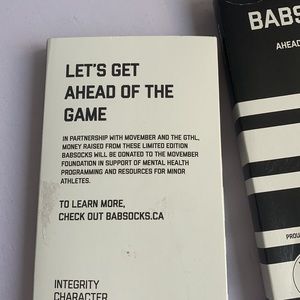 LET'S GET
AHEAD OF THE
GAME
IN PARTNERSHIP WITH MOVEMBER AND THE GTHL,
MONEY RAISED FROM THESE LIMITED EDITION
BABSOCKS WILL BE DONATED TO THE MOVEMBER
FOUNDATION IN SUPPORT OF MENTAL HEALTH
PROGRAMMING AND RESOURCES FOR MINOR
ATHLETES.
TO LEARN MORE,
CHECK OUT BABSOCKS.CA
INTEGRITY
CHARACTER
BABS
AHEAD
PROU